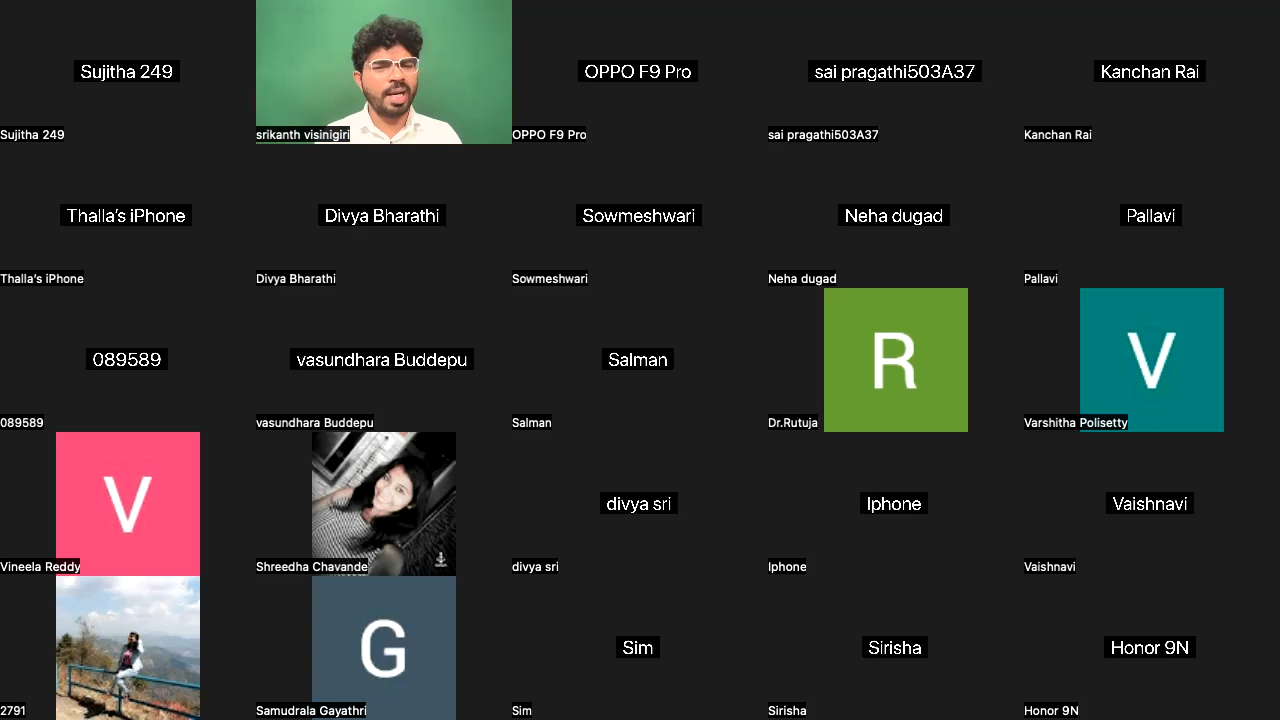 Sujitha 249
OPPO F9 Pro
sai pragathi503A37
Kanchan Rai
Sujitha 249
srikanth visinigiri
OPPO F9 Pro
sai pragathi503A37
Kanchan Rai
Thalla's iPhone
Divya Bharathi
Sowmeshwari
Neha dugad
Pallavi
Thalla's iPhone
Divya Bharathi
Sowmeshwari
Neha dugad
Pallavi
089589
vasundhara Buddepu
Salman
R
V
089589
vasundhara Buddepu
Salman
Dr.Rutuja
Varshitha Polisetty
V
divya sri
Iphone
Vaishnavi
Vineela Reddy
Shreedha Chavande
divya sri
Iphone
Vaishnavi
G
Sim
Sirisha
Honor 9N
2791
Samudrala Gayathri
Sim
Sirisha
Honor 9N